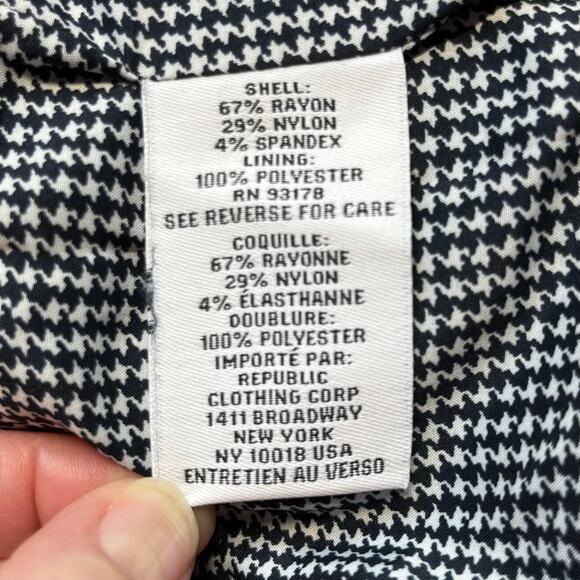 SHELL:
67% RAYON
29% NYLON
4% SPANDEX
LINING:
100% POLYESTER
RN 93178
SEE REVERSE FOR CARE
COQUILLE:
67% RAYONNE
29% NYLON
4% ÉLASTHANNE
DOUBLURE:
100% POLYESTER
IMPORTÉ PAR:
REPUBLIC
CLOTHING CORP
1411 BROADWAY
NEW YORK
NY 10018 USA
ENTRETIEN AU VERSO